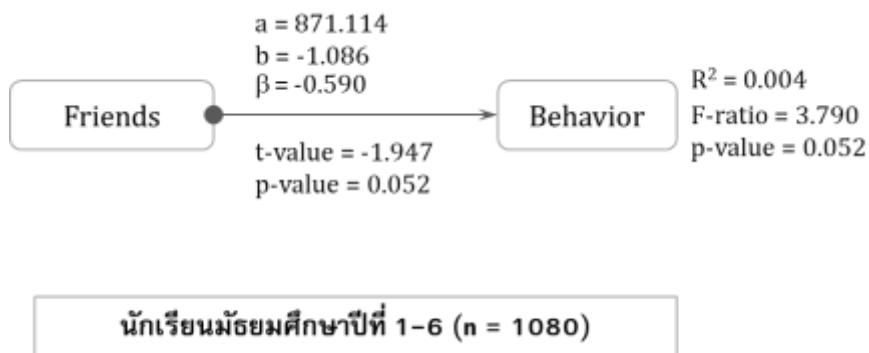 a = 871.114
b = -1.086
β = -0.590
Friends
Behavior
t-value = -1.947
p-value = 0.052
R² = 0.004
F-ratio = 3.790
p-value = 0.052
นักเรียนมัธยมศึกษาปีที่ 1-6 (n = 1080)